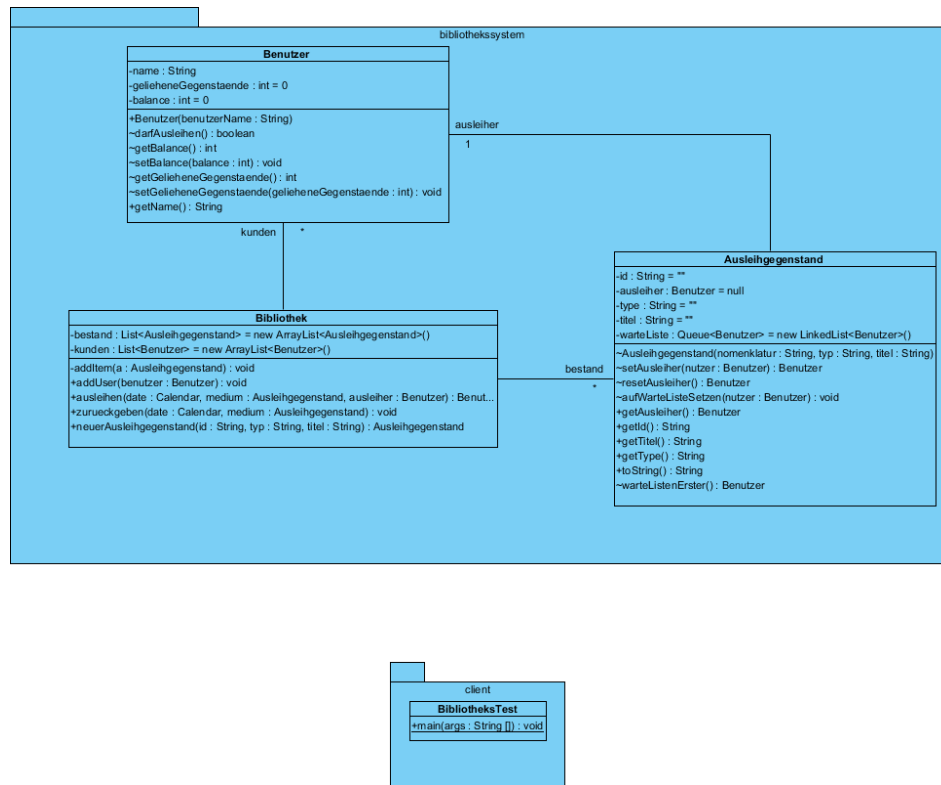 bibliothekssystem
Benutzer
-name : String
-gelieheneGegenstaende : int = 0
-balance : int = 0
+Benutzer(benutzerName : String)
~darfAusleihen() : boolean
~getBalance() : int
~setBalance(balance : int) : void
~getGelieheneGegenstaende() : int
~setGelieheneGegenstaende(gelieheneGegenstaende : int) : void
+getName() : String
ausleiher
1
kunden *
Ausleihgegenstand
-id : String = ""
-ausleiher : Benutzer = null
-type : String = ""
-titel : String = ""
-warteListe : Queue<Benutzer> = new LinkedList<Benutzer>()
~Ausleihgegenstand(nomenklatur : String, typ : String, titel : String)
~setAusleiher(nutzer : Benutzer) : Benutzer
~resetAusleiher() : Benutzer
~aufWarteListeSetzen(nutzer : Benutzer) : void
+getAusleiher() : Benutzer
+getId() : String
+getTitel() : String
+getType() : String
+toString() : String
~warteListenErster() : Benutzer
Bibliothek
-bestand : List<Ausleihgegenstand> = new ArrayList<Ausleihgegenstand>()
-kunden : List<Benutzer> = new ArrayList<Benutzer>()
-addItem(a : Ausleihgegenstand) : void
+addUser(benutzer : Benutzer) : void
+ausleihen(date : Calendar, medium : Ausleihgegenstand, ausleiher : Benutzer) : Benut...
+zurueckgeben(date : Calendar, medium : Ausleihgegenstand) : void
+neuerAusleihgegenstand(id : String, typ : String, titel : String) : Ausleihgegenstand
bestand
*
client
BibliotheksTest
+main(args : String []) : void